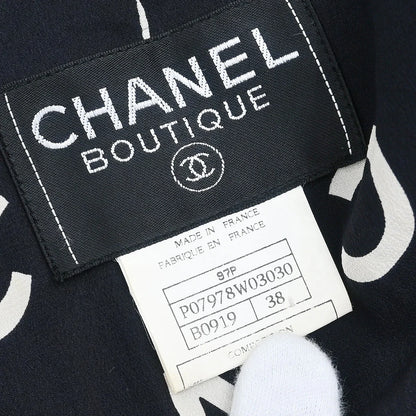 CHANEL
BOUTIQUE
MADE IN FRANCE
FABRIQUE EN FRANCE
97P
P07978W03030
B0919 38